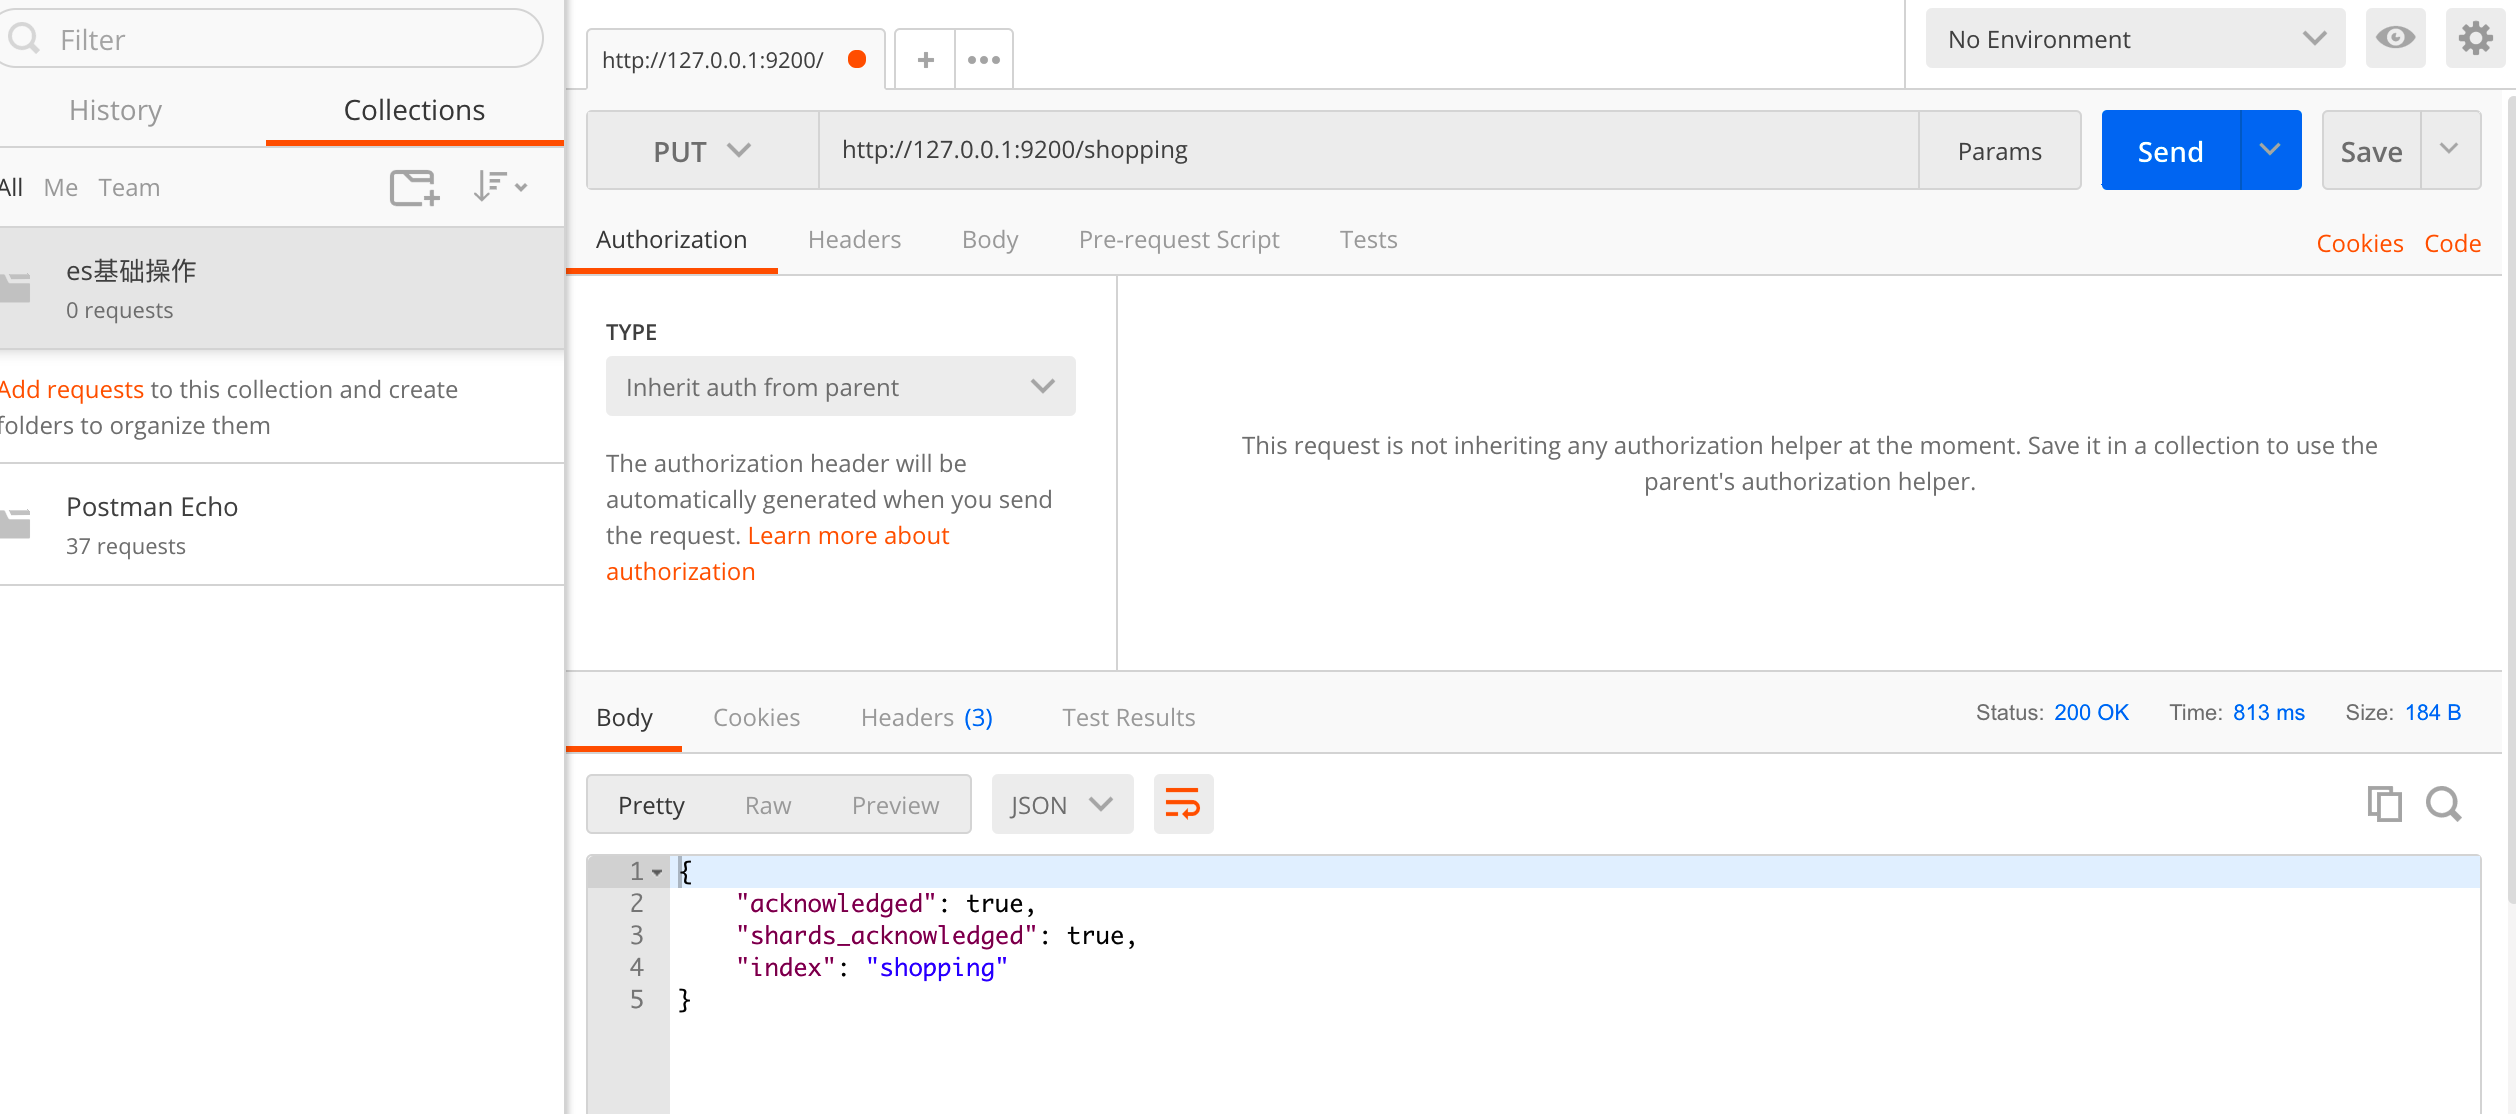 Filter
History Collections
All Me Team
es基础操作
0 requests
Add requests to this collection and create
folders to organize them
Postman Echo
37 requests
http://127.0.0.1:9200/
No Environment
PUT http://127.0.0.1:9200/shopping Params Send Save
Authorization Headers Body Pre-request Script Tests Cookies Code
TYPE
Inherit auth from parent
The authorization header will be
automatically generated when you send
the request. Learn more about
authorization
This request is not inheriting any authorization helper at the moment. Save it in a collection to use the
parent's authorization helper.
Body Cookies Headers (3) Test Results Status: 200 OK Time: 813 ms Size: 184 B
Pretty Raw Preview JSON
1 {
2 "acknowledged": true,
3 "shards_acknowledged": true,
4 "index": "shopping"
5 }